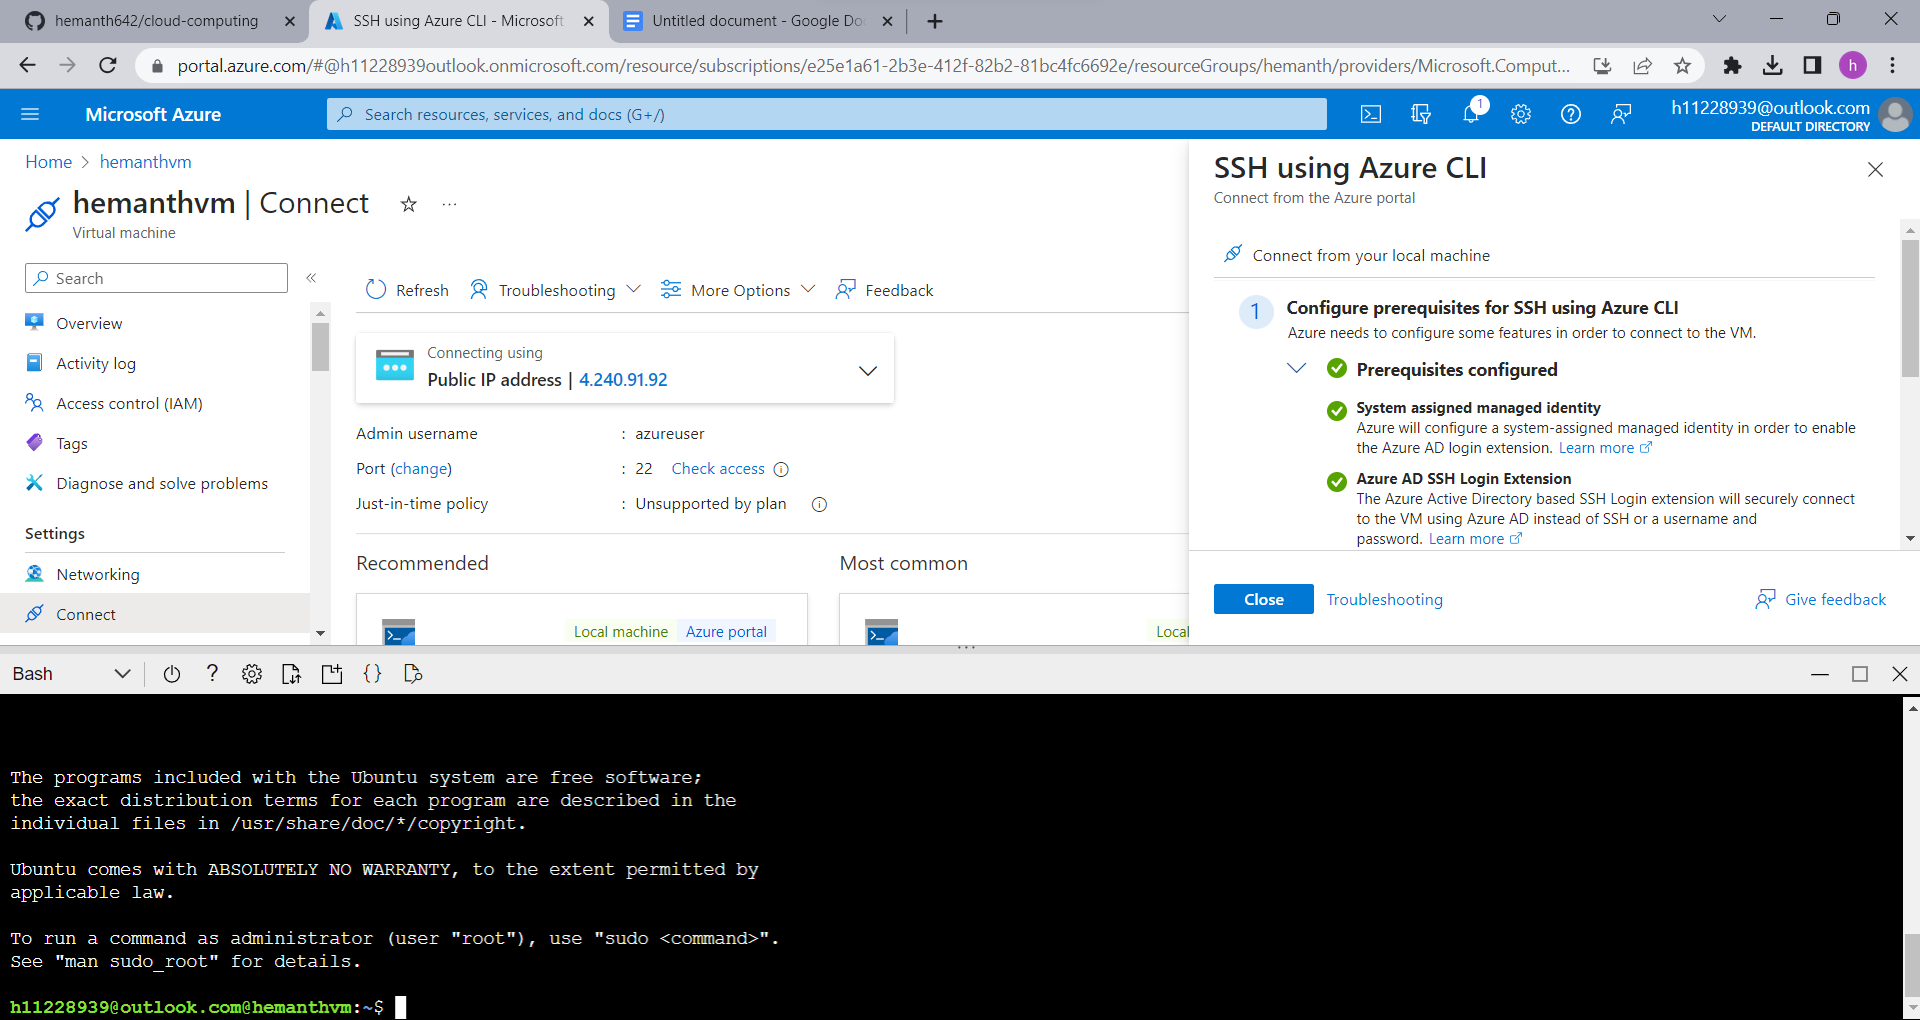 hemanth642/cloud-computing
SSH using Azure CLI - Microsoft
Untitled document - Google Do
portal.azure.com/#@h11228939outlook.onmicrosoft.com/resource/subscriptions/e25e1a61-2b3e-412f-82b2-81bc4fc6692e/resourceGroups/hemanth/providers/Microsoft.Comput...
h
Microsoft Azure
Search resources, services, and docs (G+/)
1
h11228939@outlook.com
DEFAULT DIRECTORY
Home > hemanthvm
hemanthvm | Connect
Virtual machine
Search
Overview
Activity log
Access control (IAM)
Tags
Diagnose and solve problems
Settings
Networking
Connect
Refresh
Troubleshooting
More Options
Feedback
Connecting using
Public IP address | 4.240.91.92
Admin username : azureuser
Port (change) : 22 Check access
Just-in-time policy : Unsupported by plan
Recommended
Most common
Local machine
Azure portal
Local
SSH using Azure CLI
Connect from the Azure portal
Connect from your local machine
1
Configure prerequisites for SSH using Azure CLI
Azure needs to configure some features in order to connect to the VM.
Prerequisites configured
System assigned managed identity
Azure will configure a system-assigned managed identity in order to enable
the Azure AD login extension. Learn more
Azure AD SSH Login Extension
The Azure Active Directory based SSH Login extension will securely connect
to the VM using Azure AD instead of SSH or a username and
password. Learn more
Close
Troubleshooting
Give feedback
Bash
The programs included with the Ubuntu system are free software;
the exact distribution terms for each program are described in the
individual files in /usr/share/doc/*/copyright.
Ubuntu comes with ABSOLUTELY NO WARRANTY, to the extent permitted by
applicable law.
To run a command as administrator (user "root"), use "sudo <command>".
See "man sudo_root" for details.
h11228939@outlook.com@hemanthvm:~$